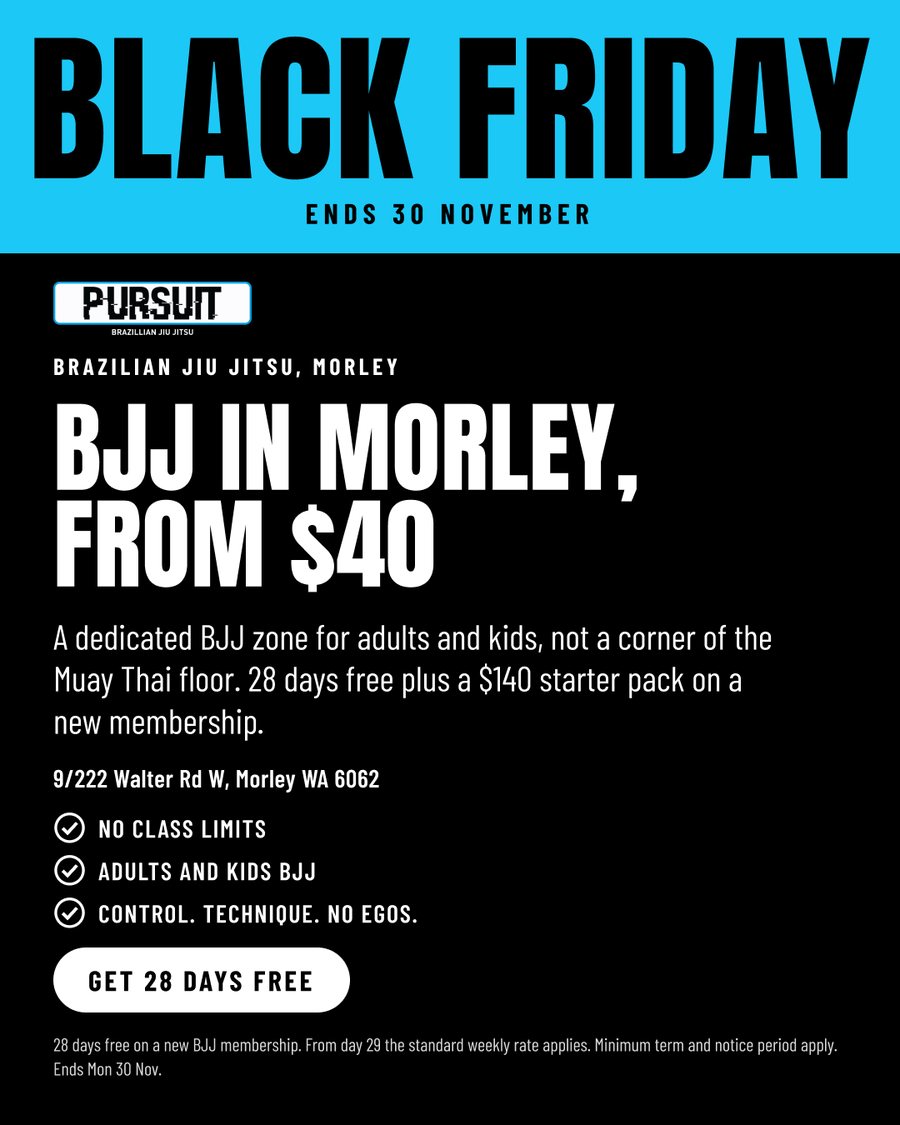 BLACK FRIDAY
ENDS 30 NOVEMBER
PURSUIT
BRAZILLIAN JIU JITSU
BRAZILIAN JIU JITSU, MORLEY
BJJ IN MORLEY,
FROM $40
A dedicated BJJ zone for adults and kids, not a corner of the
Muay Thai floor. 28 days free plus a $140 starter pack on a
new membership.
9/222 Walter Rd W, Morley WA 6062
NO CLASS LIMITS
ADULTS AND KIDS BJJ
CONTROL. TECHNIQUE. NO EGOS.
GET 28 DAYS FREE
28 days free on a new BJJ membership. From day 29 the standard weekly rate applies. Minimum term and notice period apply.
Ends Mon 30 Nov.